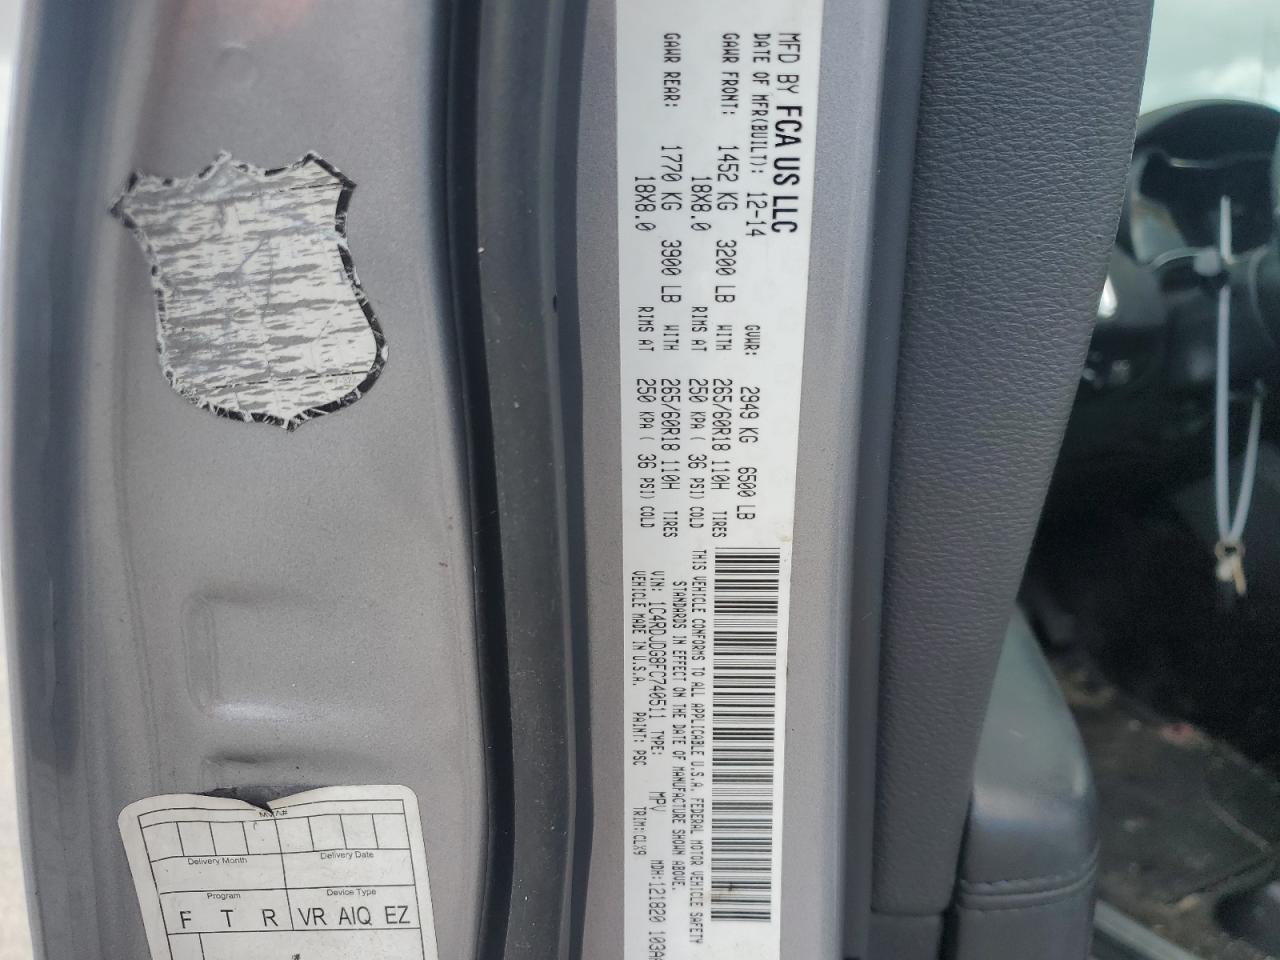 MFD BY FCA US LLC
DATE OF MFR(BUILT): 12-14 GVWR: 2949 KG 6500 LB
GAWR FRONT: 1452 KG 3200 LB WITH 265/60R18 110H TIRES
18X8.0 RIMS AT 250 KPA ( 36 PSI) COLD
GAWR REAR: 1770 KG 3900 LB WITH 265/60R18 110H TIRES
18X8.0 RIMS AT 250 KPA ( 36 PSI) COLD
THIS VEHICLE CONFORMS TO ALL APPLICABLE U.S.A. FEDERAL MOTOR VEHICLE SAFETY
STANDARDS IN EFFECT ON THE DATE OF MANUFACTURE SHOWN ABOVE.
VIN: 1C4RDJDG8FC740511 TYPE: MPV MDH:121820 103A
VEHICLE MADE IN U.S.A. PAINT: PSC TRIM:CLX9
Delivery Month Delivery Date
Program Device Type
F T R VR AIQ EZ